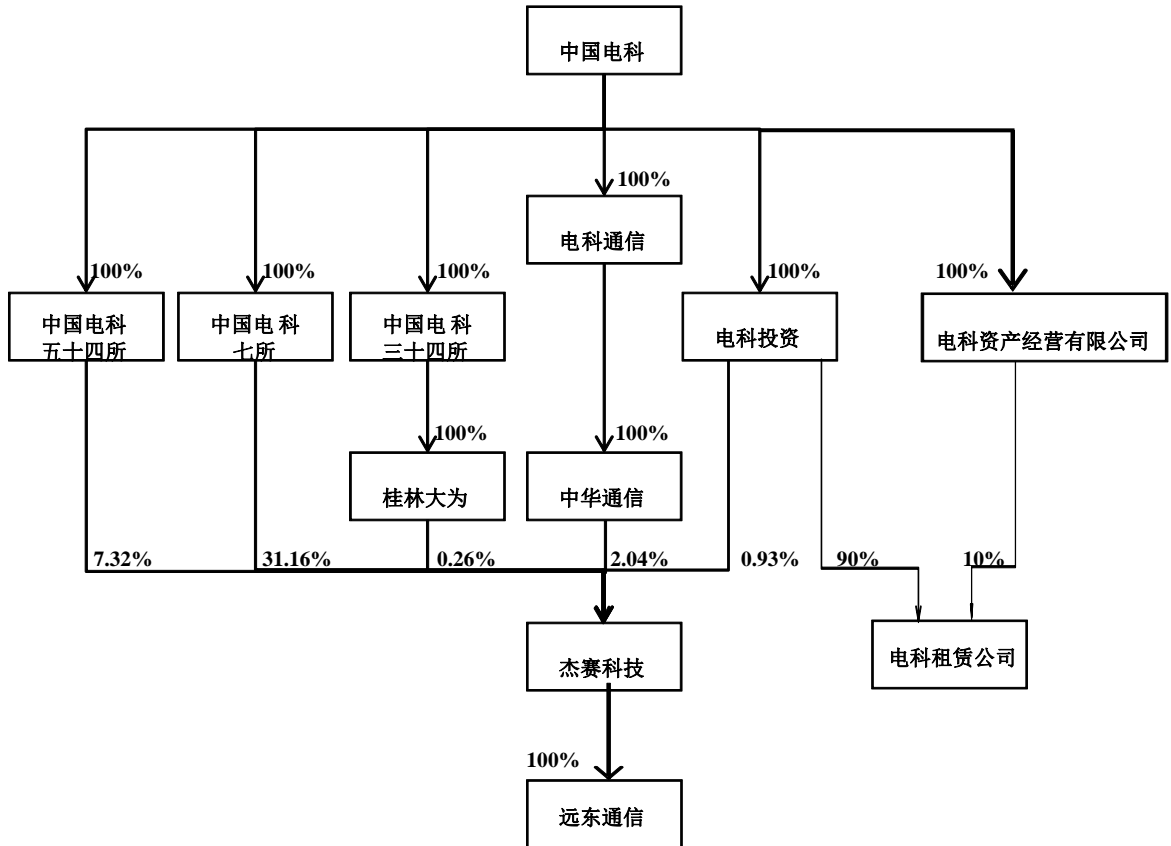 中国电科
100%
电科通信
100%
100%
100%
100%
100%
中国电科
五十四所
中国电 科
七所
中国电 科
三十四所
电科投资
电科资产经营有限公司
100%
100%
桂林大为
中华通信
7.32%
31.16%
0.26%
2.04%
0.93%
90%
10%
杰赛科技
电科租赁公司
100%
远东通信